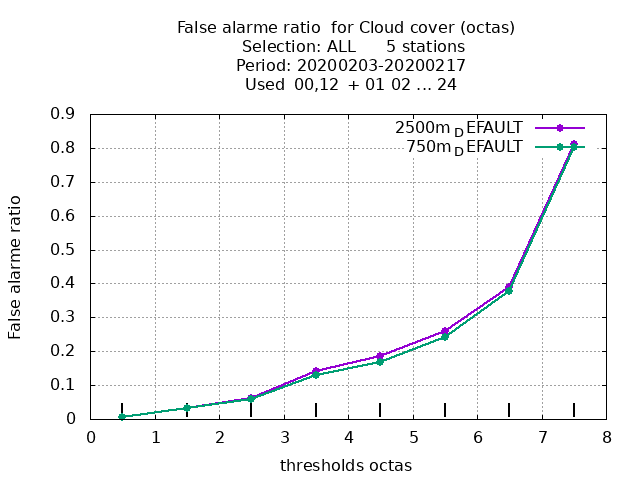 False alarme ratio  for Cloud cover (octas)
Selection: ALL      5 stations
Period: 20200203-20200217
Used  00,12  + 01 02 ... 24
2500m_DEFAULT
750m_DEFAULT
False alarme ratio
0.9
0.8
0.7
0.6
0.5
0.4
0.3
0.2
0.1
0
0 1 2 3 4 5 6 7 8
thresholds octas